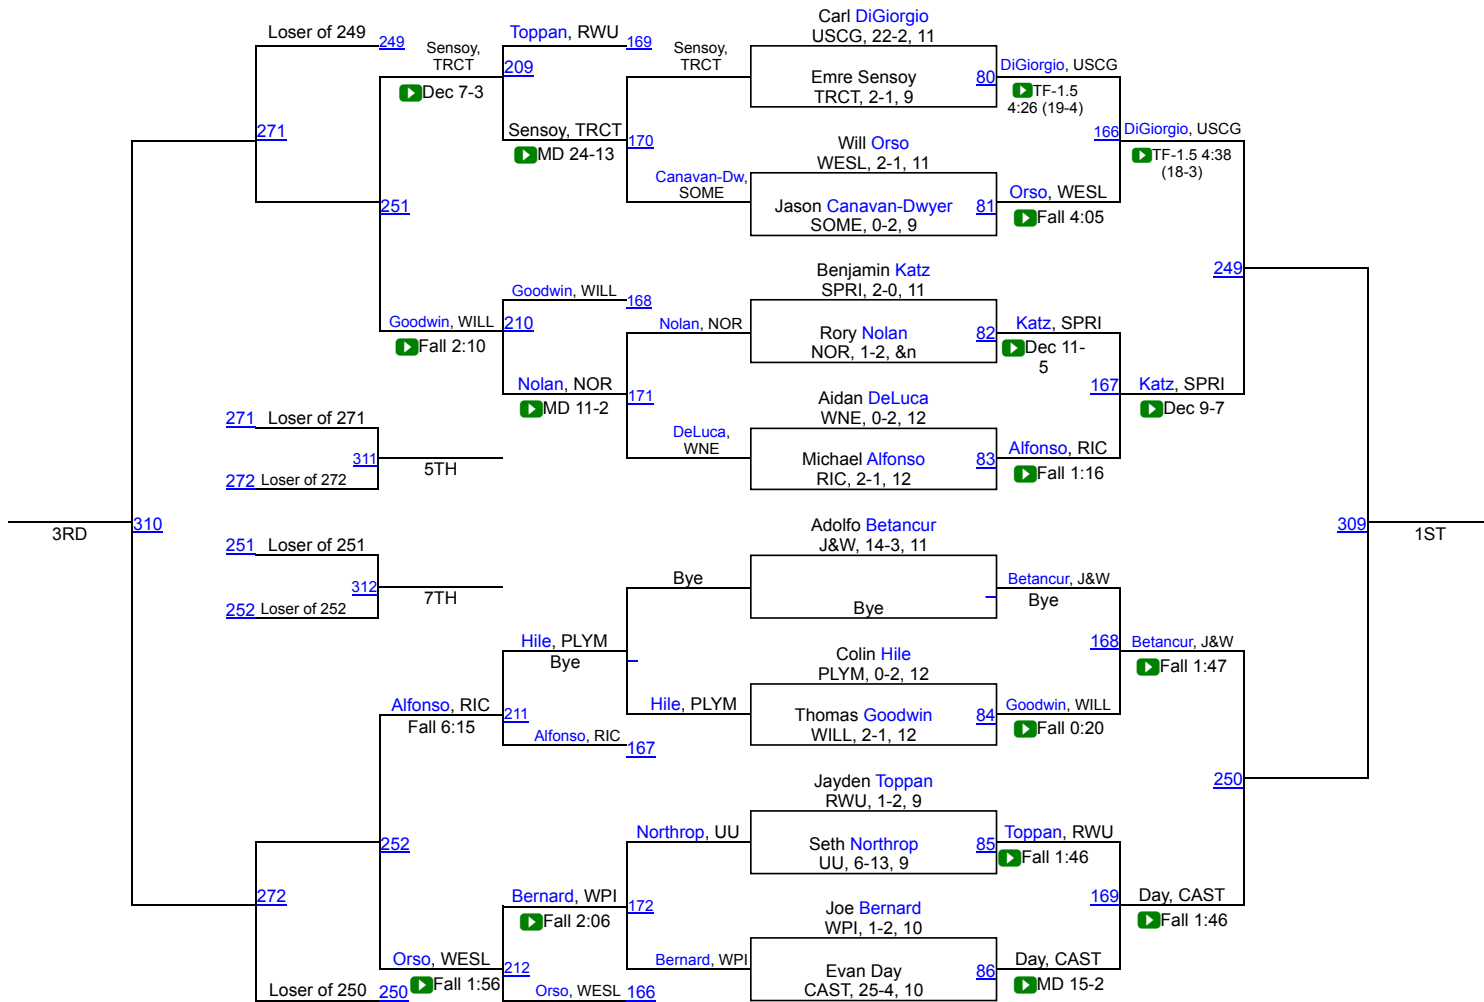 Loser of 249
249
271
Sensoy,
TRCT
Dec 7-3
251
Toppan, RWU
169
209
Sensoy, TRCT
MD 24-13
170
Sensoy,
TRCT
Canavan-Dw,
SOME
Goodwin, WILL
Fall 2:10
Goodwin, WILL
168
210
Nolan, NOR
MD 11-2
171
Nolan, NOR
DeLuca,
WNE
271
Loser of 271
311
5TH
272
Loser of 272
3RD
310
251
Loser of 251
312
7TH
252
Loser of 252
Hile, PLYM
Bye
Bye
Hile, PLYM
Alfonso, RIC
Fall 6:15
211
Alfonso, RIC
167
252
272
Bernard, WPI
Fall 2:06
172
Northrop, UU
Bernard, WPI
Orso, WESL
Fall 1:56
212
Orso, WESL
166
Loser of 250
250
Carl DiGiorgio
USCG, 22-2, 11
Emre Sensoy
TRCT, 2-1, 9
80
Will Orso
WESL, 2-1, 11
Jason Canavan-Dwyer
SOME, 0-2, 9
81
Benjamin Katz
SPRI, 2-0, 11
Rory Nolan
NOR, 1-2, &n
82
Aidan DeLuca
WNE, 0-2, 12
Michael Alfonso
RIC, 2-1, 12
83
Adolfo Betancur
J&W, 14-3, 11
Bye
Colin Hile
PLYM, 0-2, 12
Thomas Goodwin
WILL, 2-1, 12
84
Jayden Toppan
RWU, 1-2, 9
Seth Northrop
UU, 6-13, 9
85
Joe Bernard
WPI, 1-2, 10
Evan Day
CAST, 25-4, 10
86
DiGiorgio, USCG
TF-1.5
4:26 (19-4)
166
DiGiorgio, USCG
TF-1.5 4:38
(18-3)
Orso, WESL
Fall 4:05
249
Katz, SPRI
Dec 11-
5
167
Katz, SPRI
Dec 9-7
Alfonso, RIC
Fall 1:16
309
1ST
Betancur, J&W
Bye
168
Betancur, J&W
Fall 1:47
Goodwin, WILL
Fall 0:20
250
Toppan, RWU
Fall 1:46
169
Day, CAST
Fall 1:46
Day, CAST
MD 15-2